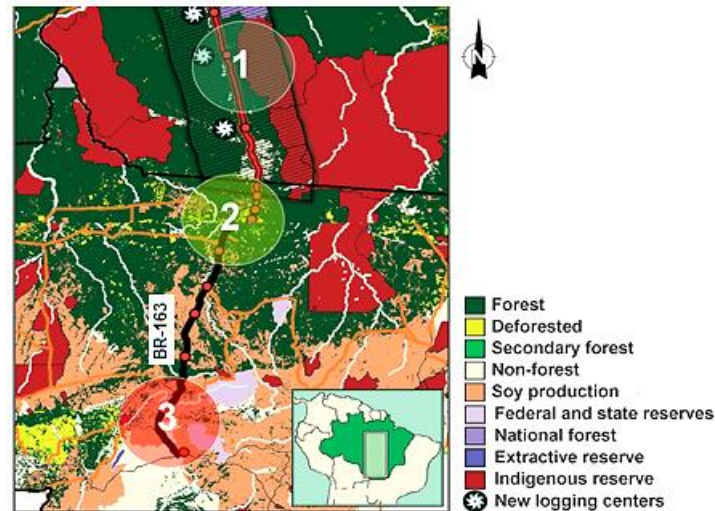 1
2
BR-163
3
N
Forest
Deforested
Secondary forest
Non-forest
Soy production
Federal and state reserves
National forest
Extractive reserve
Indigenous reserve
New logging centers